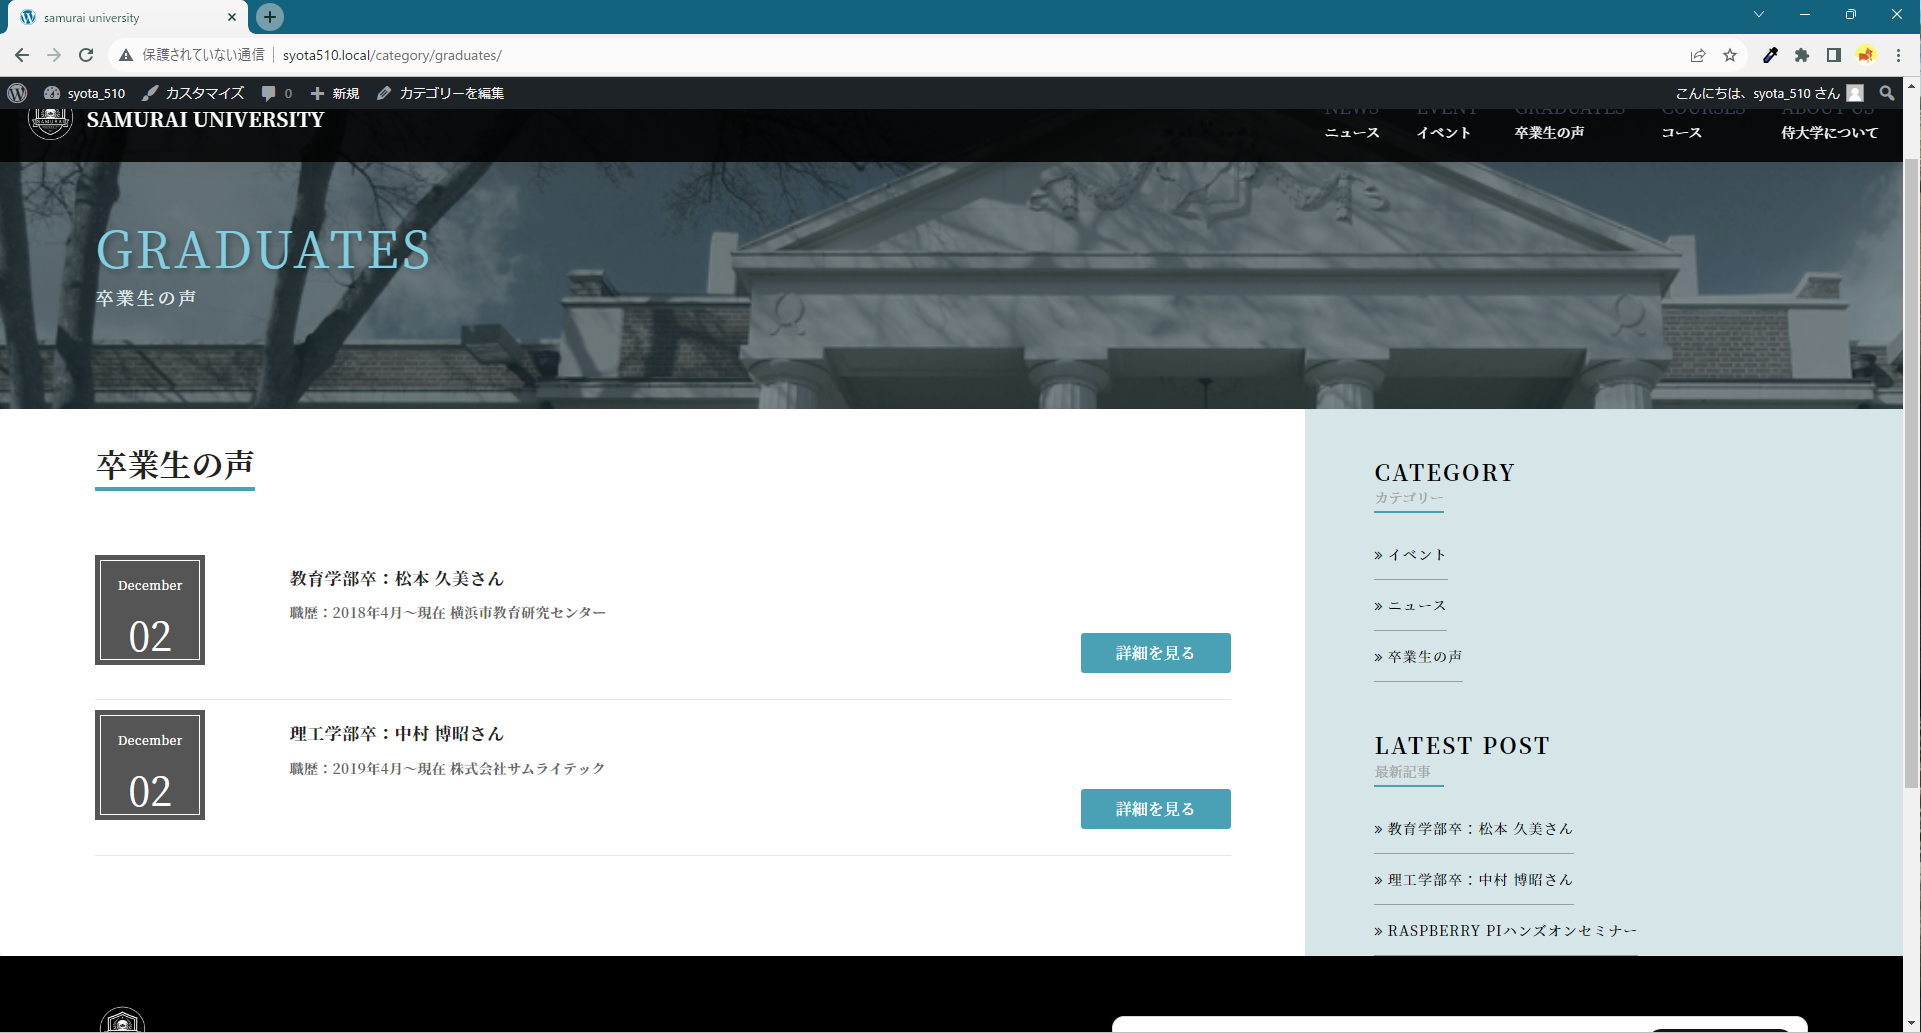 samurai university
保護されていない通信
syota510.local/category/graduates/
syota_510
カスタマイズ
0
新規
カテゴリーを編集
こんにちは、syota_510 さん
SAMURAI UNIVERSITY
NEWS
ニュース
EVENT
イベント
GRADUATES
卒業生の声
COURSES
コース
ABOUT US
侍大学について
GRADUATES
卒業生の声
卒業生の声
December
02
教育学部卒：松本 久美さん
職歴：2018年4月〜現在 横浜市教育研究センター
詳細を見る
December
02
理工学部卒：中村 博昭さん
職歴：2019年4月〜現在 株式会社サムライテック
詳細を見る
CATEGORY
カテゴリー
» イベント
» ニュース
» 卒業生の声
LATEST POST
最新記事
» 教育学部卒：松本 久美さん
» 理工学部卒：中村 博昭さん
» RASPBERRY PIハンズオンセミナー